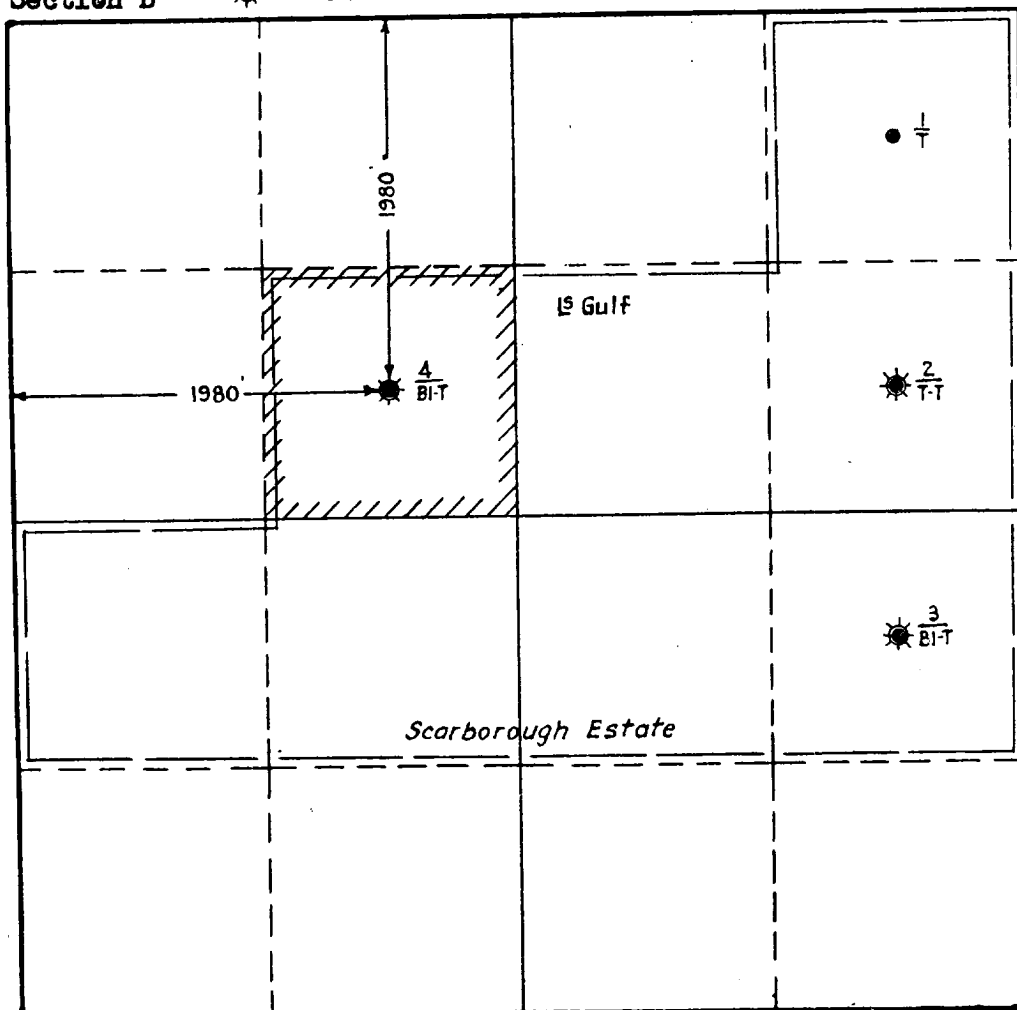 Section B
1980'
1
T
Ls Gulf
1980'
4
BI-T
2
T-T
3
BI-T
Scarborough Estate